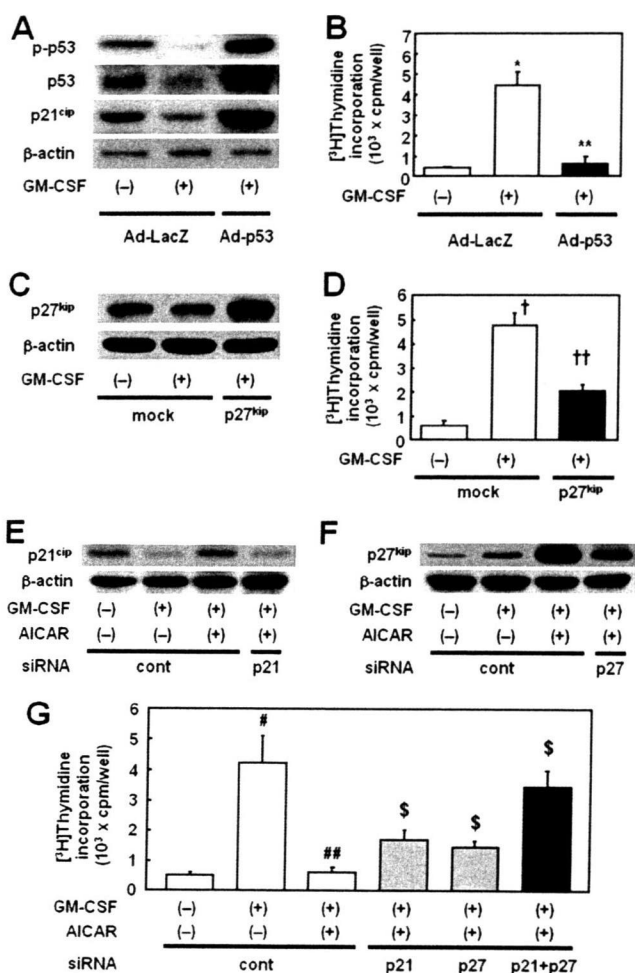 A
p-p53
p53
p21cip
β-actin
GM-CSF (–) (+) (+)
Ad-LacZ Ad-p53
B
[³H]Thymidine
incorporation
(10³ x cpm/well)
7
6
5
4
3
2
1
0
*
**
GM-CSF (–) (+) (+)
Ad-LacZ Ad-p53
C
p27kip
β-actin
GM-CSF (–) (+) (+)
mock p27kip
D
[³H]Thymidine
incorporation
(10³ x cpm/well)
6
5
4
3
2
1
0
†
††
GM-CSF (–) (+) (+)
mock p27kip
E
p21cip
β-actin
GM-CSF (–) (+) (+) (+)
AICAR (–) (–) (+) (+)
siRNA cont p21
F
p27kip
β-actin
GM-CSF (–) (+) (+) (+)
AICAR (–) (–) (+) (+)
siRNA cont p27
G
[³H]Thymidine
incorporation
(10³ x cpm/well)
6
5
4
3
2
1
0
#
##
$
$
$
GM-CSF (–) (+) (+) (+) (+) (+)
AICAR (–) (–) (+) (+) (+) (+)
siRNA cont p21 p27 p21+p27